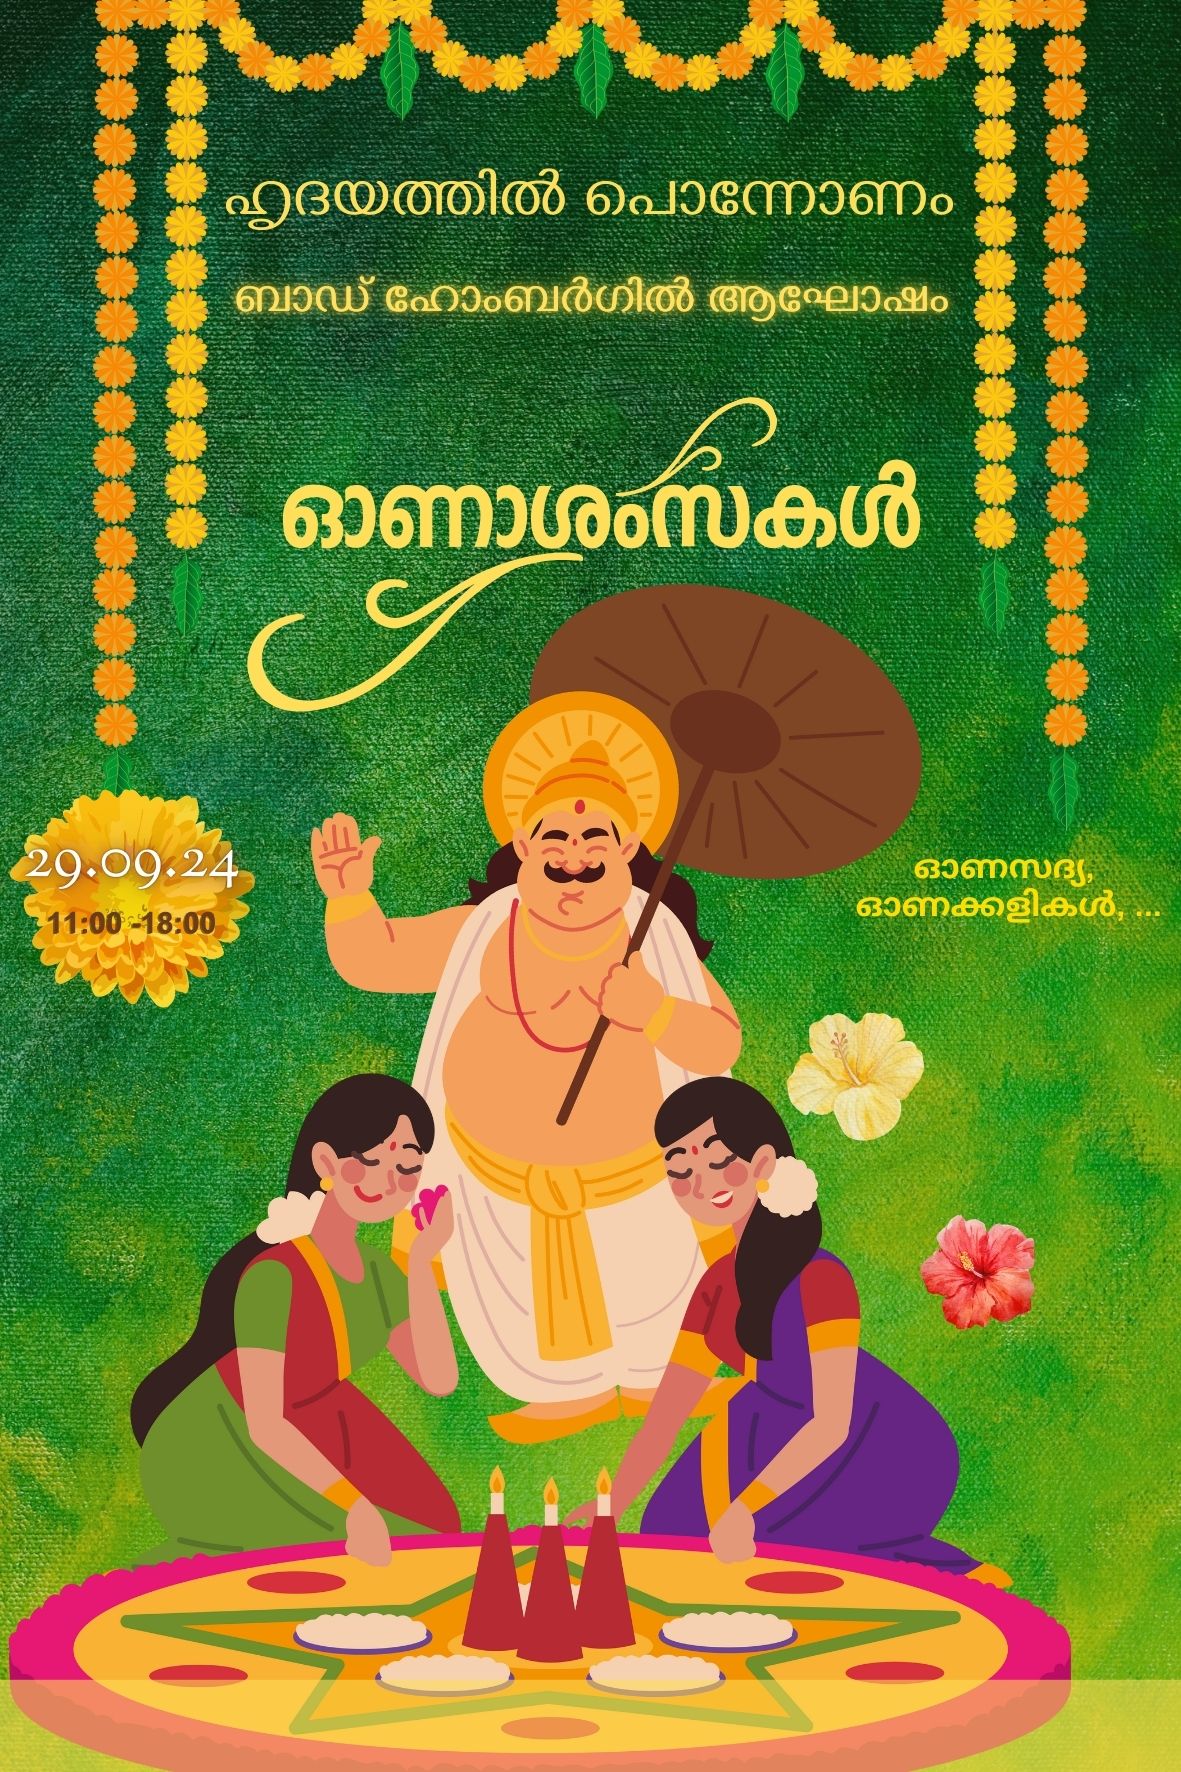 ഹൃദയത്തിൽ പൊന്നോണം
ബാഡ് ഹോംബർഗിൽ ആഘോഷം
ഓണാശംസകൾ
29.09.24
11:00 -18:00
ഓണസദ്യ,
ഓണക്കളികൾ, ...